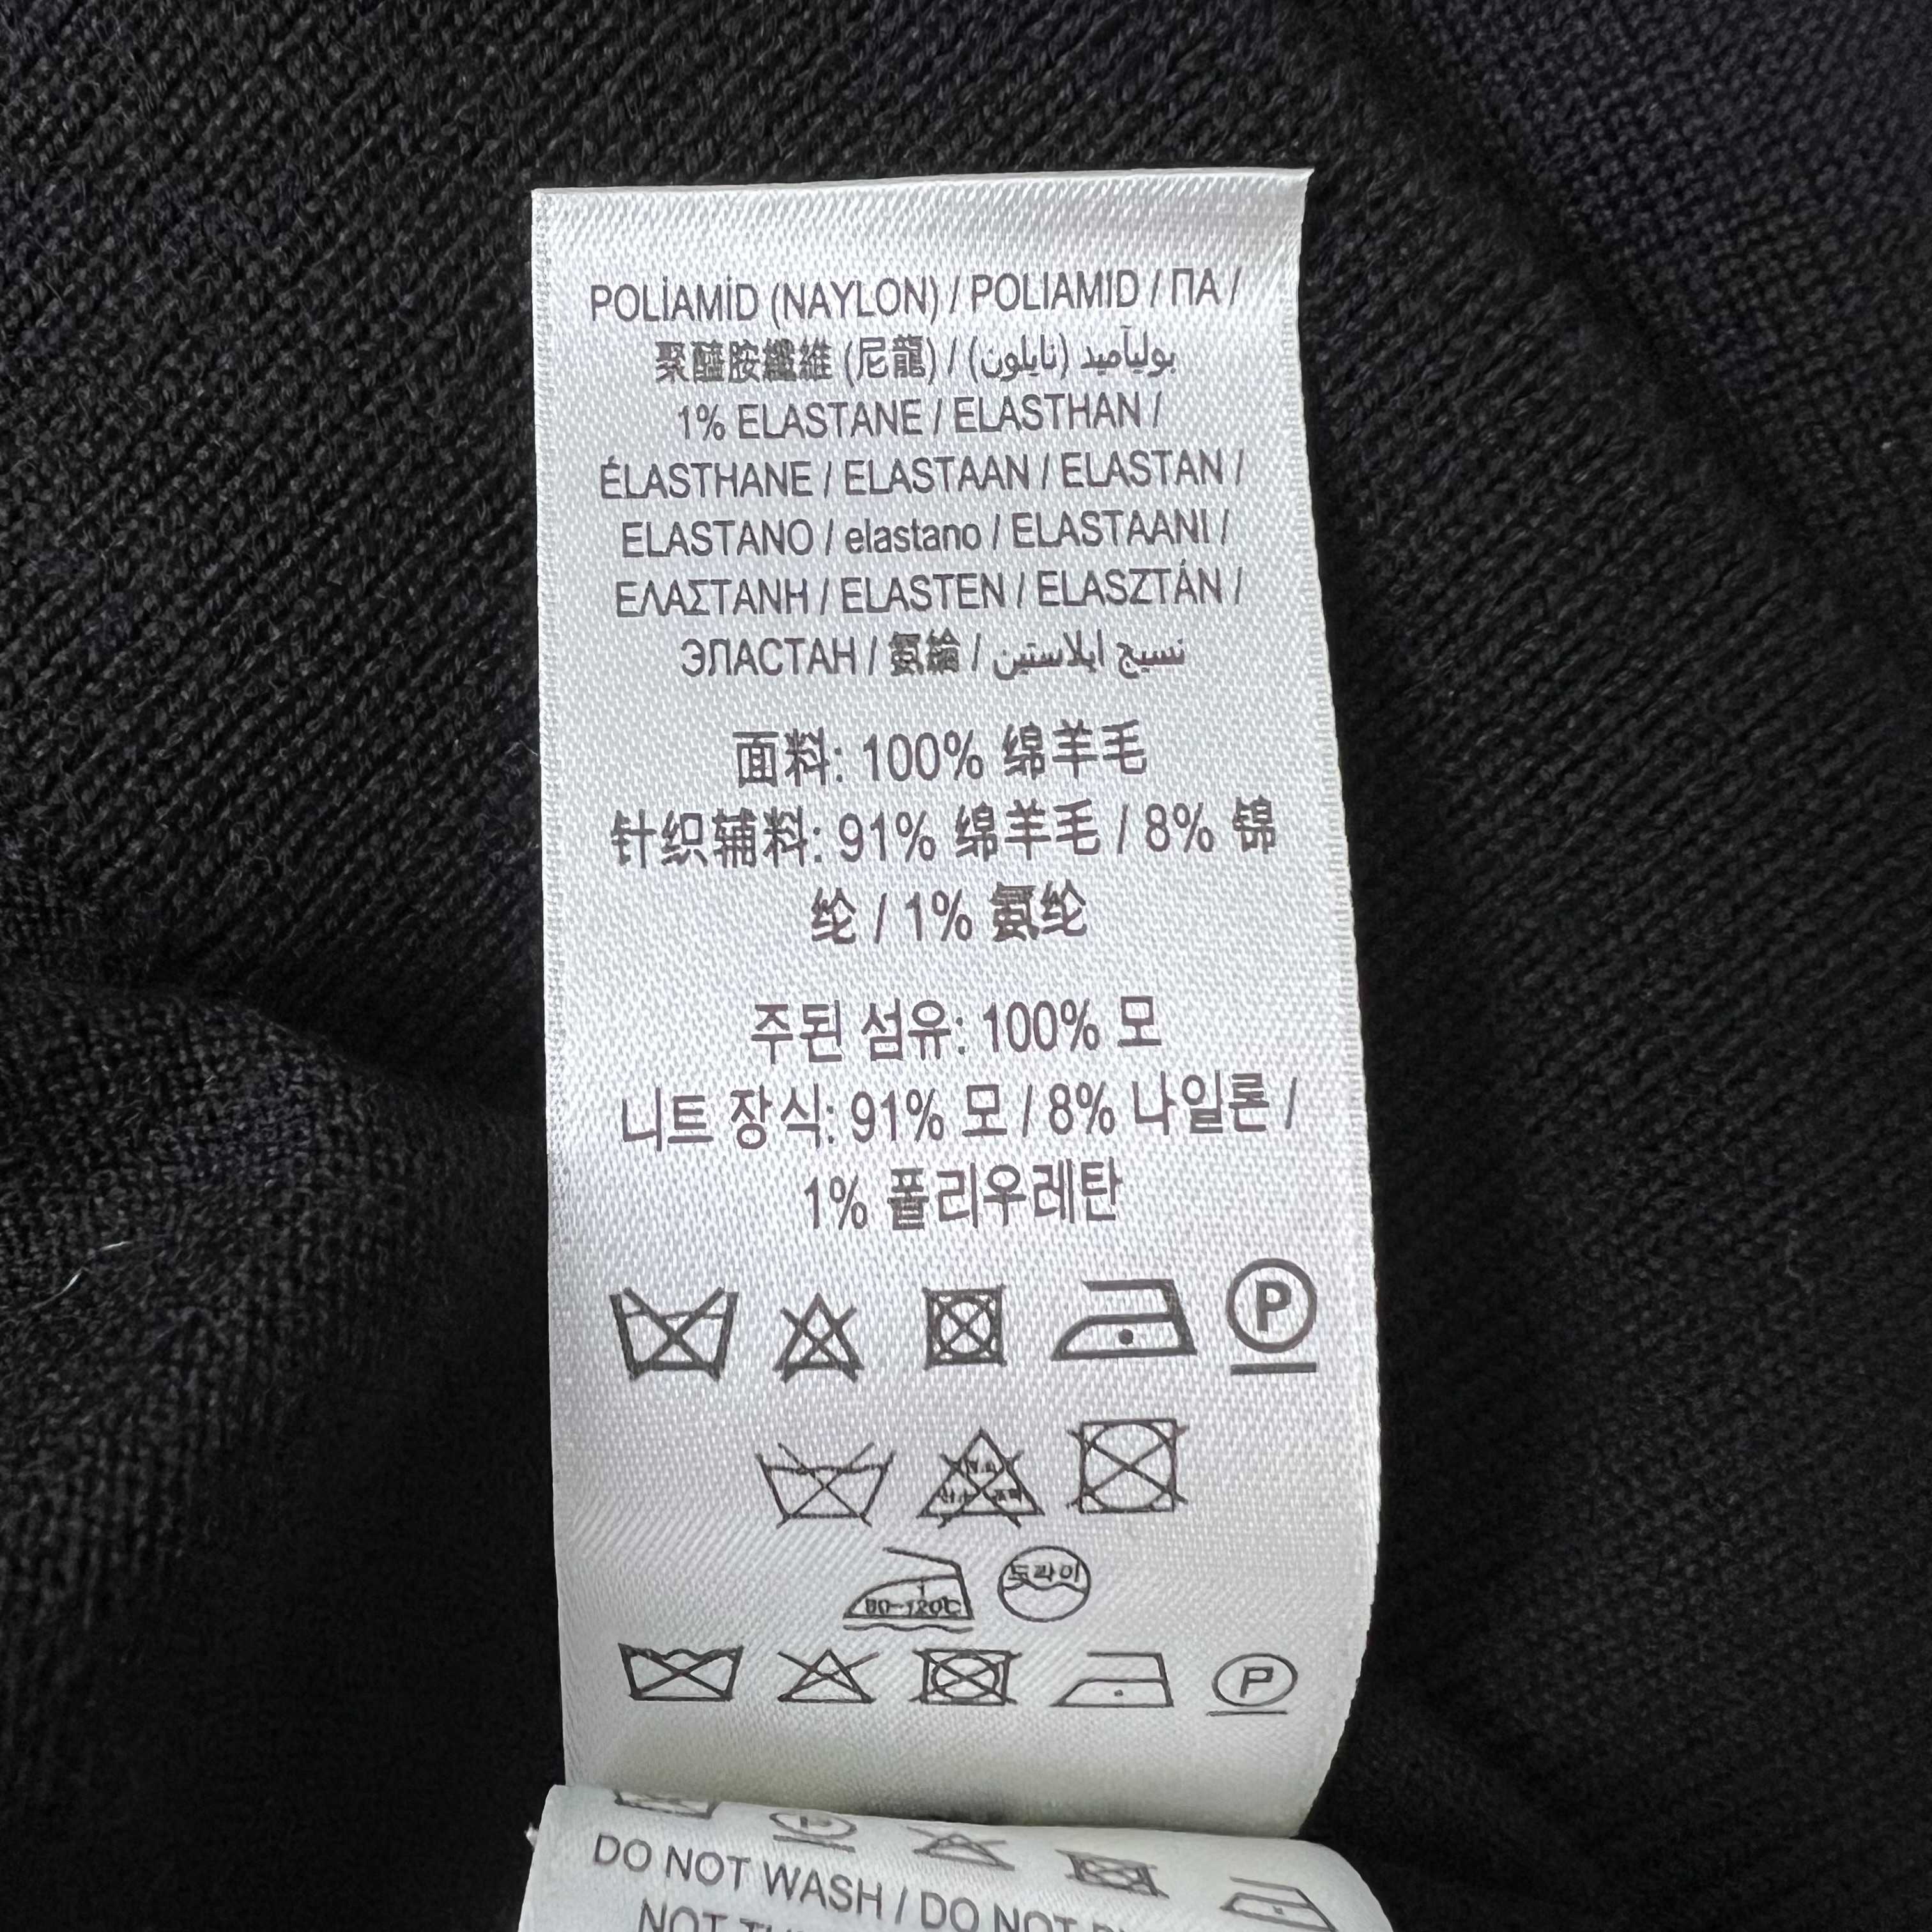 POLİAMİD (NAYLON) / POLIAMID / ПА /
聚醯胺纖維 (尼龍) / بوليآميد (نايلون)
1% ELASTANE / ELASTHAN /
ÉLASTHANE / ELASTAAN / ELASTAN /
ELASTANO / elastano / ELASTAANI /
ΕΛΑΣΤΑΝΗ / ELASTEN / ELASZTÁN /
ЭЛАСТАН / 氨綸 / نسيج ايلاستين
面料: 100% 绵羊毛
针织辅料: 91% 绵羊毛 / 8% 锦
纶 / 1% 氨纶
주된 섬유: 100% 모
니트 장식: 91% 모 / 8% 나일론 /
1% 폴리우레탄
P
1
80~120℃
드라이
P
P
DO NOT WASH / DO NOT
NOT